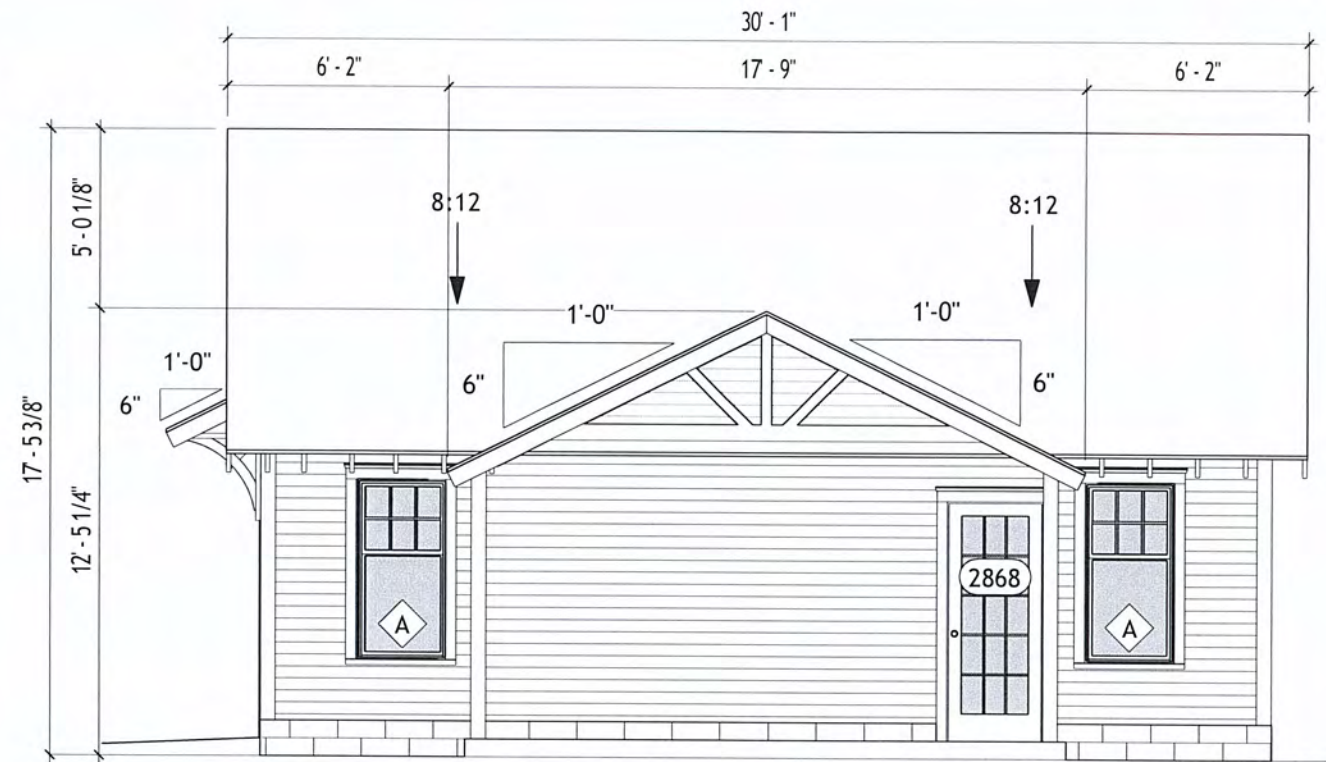 30' - 1"
6' - 2"
17' - 9"
6' - 2"
5' - 0 1/8"
8:12
8:12
1'-0"
1'-0"
1'-0"
6"
6"
6"
17' - 5 3/8"
12' - 5 1/4"
2868
A
A